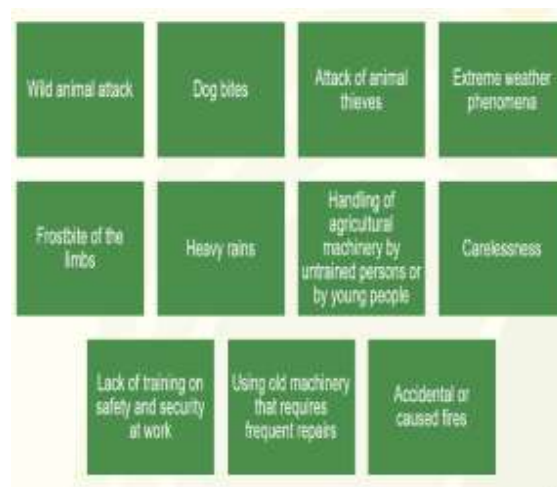 Wild animal attack
Dog bites
Attack of animal
thieves
Extreme weather
phenomena
Frostbite of the
limbs
Heavy rains
Handling of
agricultural
machinery by
untrained persons or
by young people
Carelessness
Lack of training on
safety and security
at work
Using old machinery
that requires
frequent repairs
Accidental or
caused fires